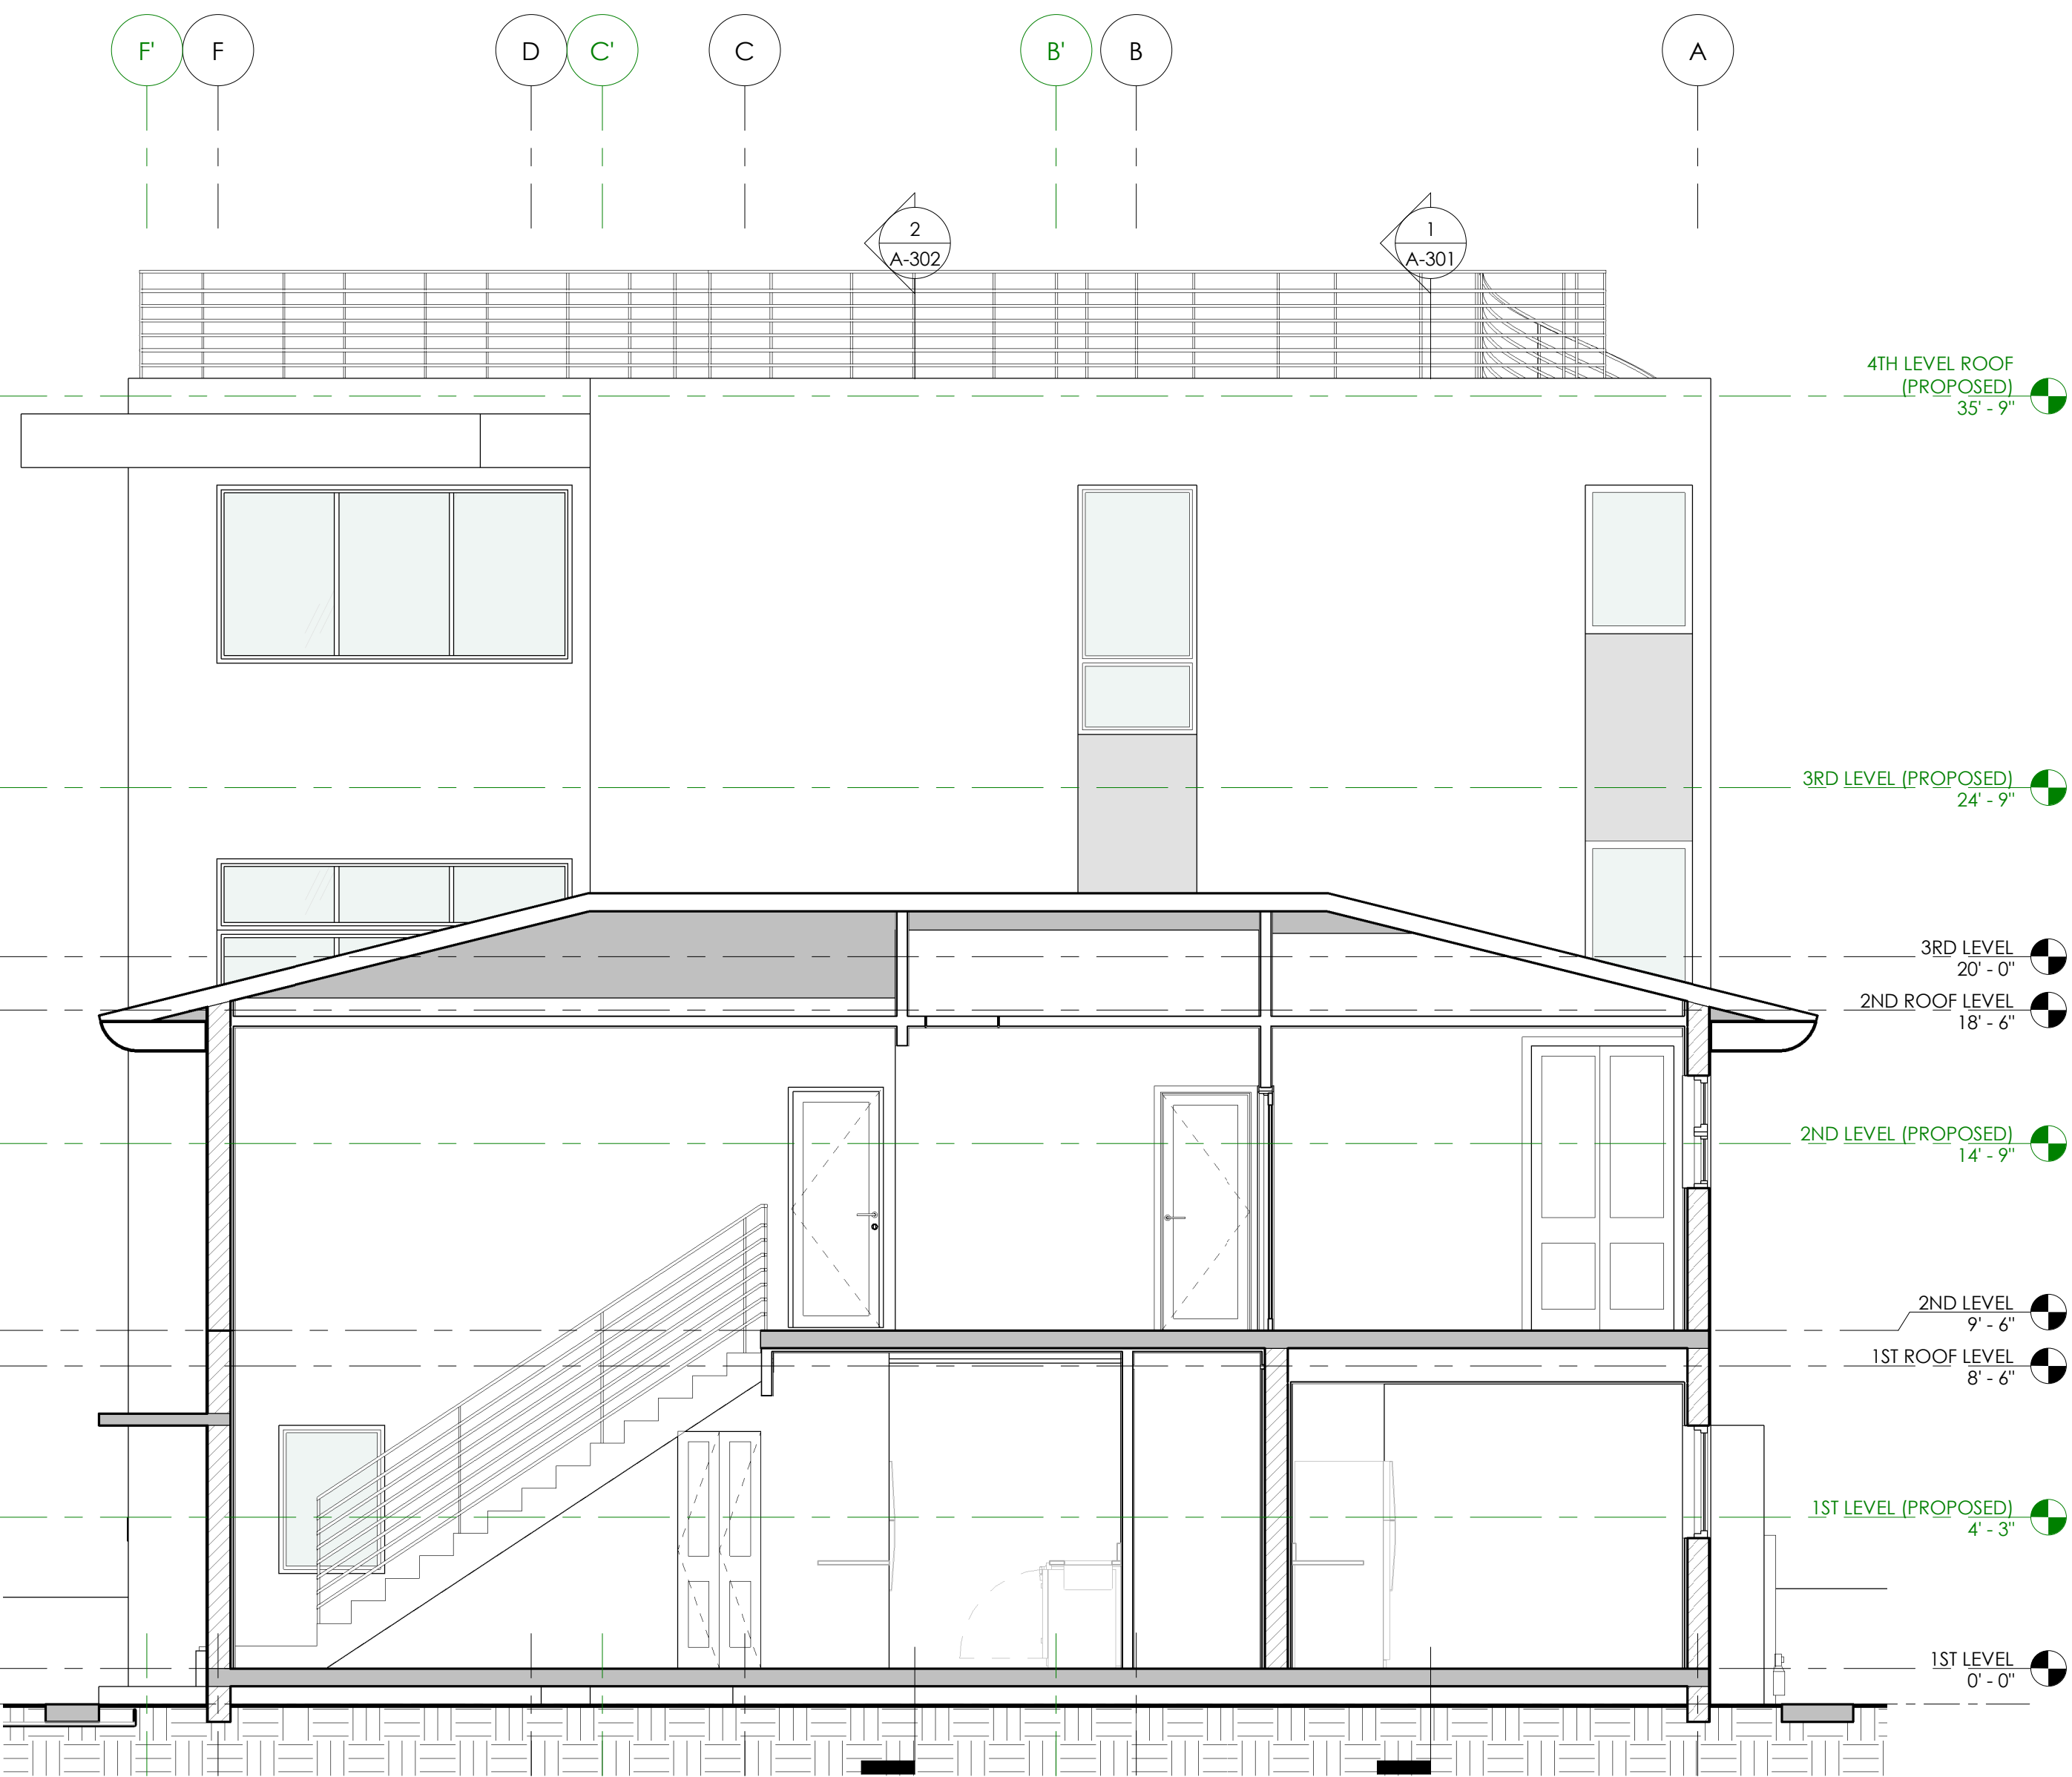 F'
F
D
C'
C
B'
B
A
2
A-302
1
A-301
4TH LEVEL ROOF
(PROPOSED)
35' - 9"
3RD LEVEL (PROPOSED)
24' - 9"
3RD LEVEL
20' - 0"
2ND ROOF LEVEL
18' - 6"
2ND LEVEL (PROPOSED)
14' - 9"
2ND LEVEL
9' - 6"
1ST ROOF LEVEL
8' - 6"
1ST LEVEL (PROPOSED)
4' - 3"
1ST LEVEL
0' - 0"